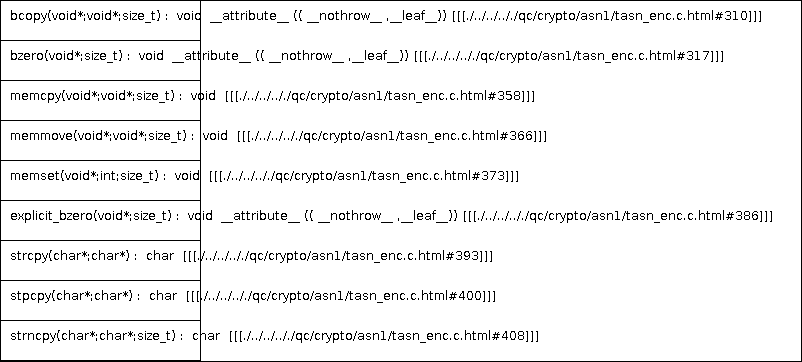 bcopy(void*;void*;size_t) : void __attribute__ (( __nothrow__ ,__leaf__)) [[[./../../../../qc/crypto/asn1/tasn_enc.c.html#310]]]
bzero(void*;size_t) : void __attribute__ (( __nothrow__ ,__leaf__)) [[[./../../../../qc/crypto/asn1/tasn_enc.c.html#317]]]
memcpy(void*;void*;size_t) : void [[[./../../../../qc/crypto/asn1/tasn_enc.c.html#358]]]
memmove(void*;void*;size_t) : void [[[./../../../../qc/crypto/asn1/tasn_enc.c.html#366]]]
memset(void*;int;size_t) : void [[[./../../../../qc/crypto/asn1/tasn_enc.c.html#373]]]
explicit_bzero(void*;size_t) : void __attribute__ (( __nothrow__ ,__leaf__)) [[[./../../../../qc/crypto/asn1/tasn_enc.c.html#386]]]
strcpy(char*;char*) : char [[[./../../../../qc/crypto/asn1/tasn_enc.c.html#393]]]
stpcpy(char*;char*) : char [[[./../../../../qc/crypto/asn1/tasn_enc.c.html#400]]]
strncpy(char*;char*;size_t) : char [[[./../../../../qc/crypto/asn1/tasn_enc.c.html#408]]]